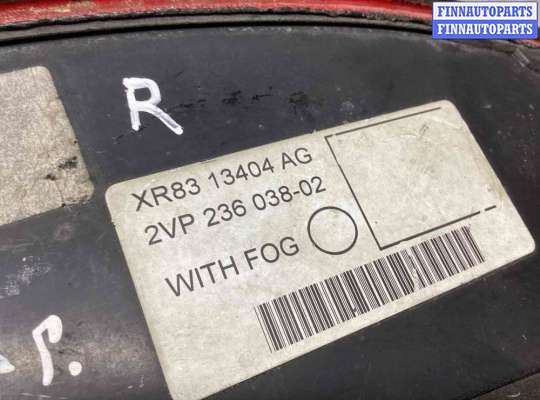 FINNAUTOPARTS
FINNAUTOPARTS
R
XR83 13404 AG
2VP 236 038-02
WITH FOG
P.